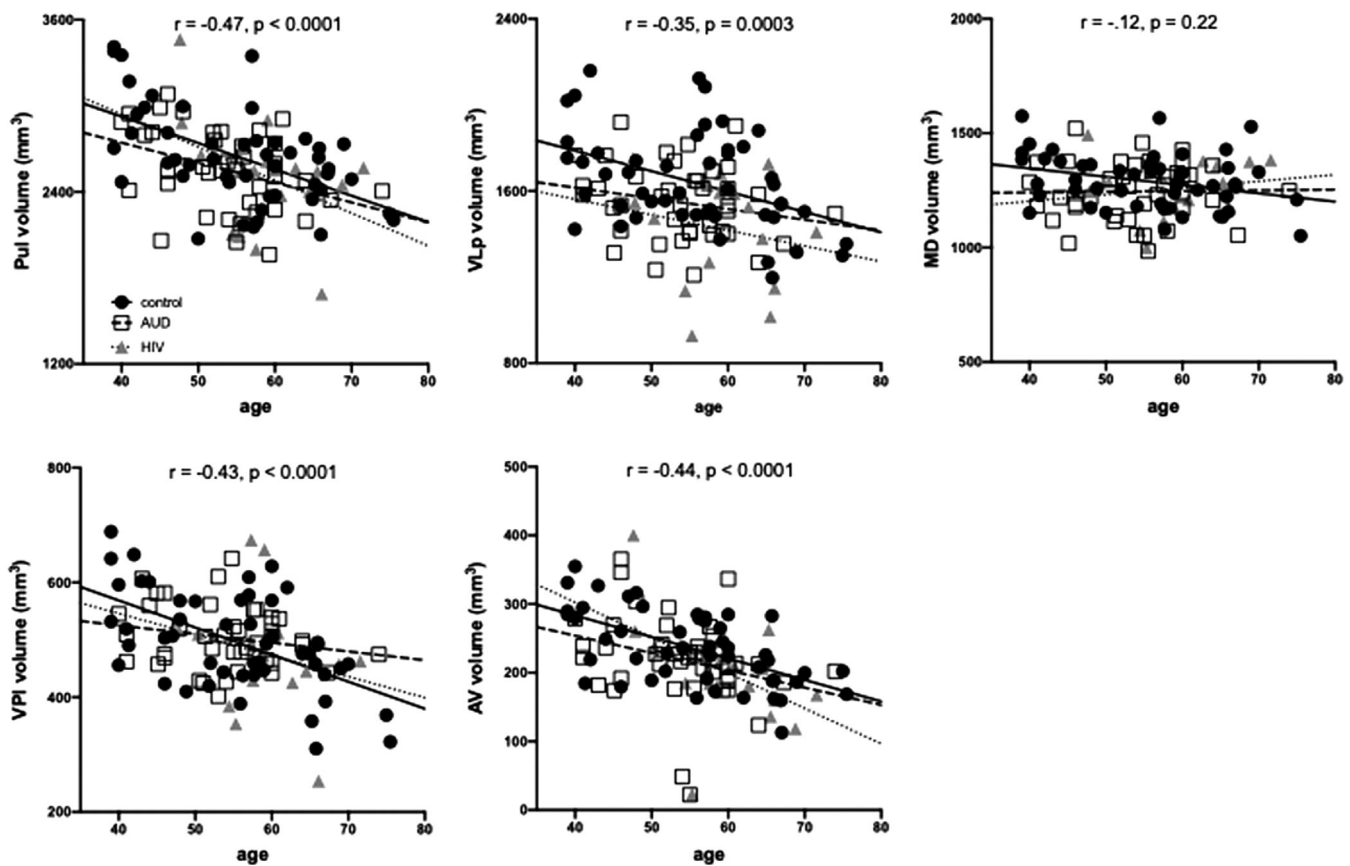 r = -0.47, p < 0.0001
Pul volume (mm³)
3600
2400
1200
control
AUD
HIV
40 50 60 70 80
age
r = -0.35, p = 0.0003
VLp volume (mm³)
2400
1600
800
40 50 60 70 80
age
r = -.12, p = 0.22
MD volume (mm³)
2000
1500
1000
500
40 50 60 70 80
age
r = -0.43, p < 0.0001
VPl volume (mm³)
800
600
400
200
40 50 60 70 80
age
r = -0.44, p < 0.0001
AV volume (mm³)
500
400
300
200
100
0
40 50 60 70 80
age